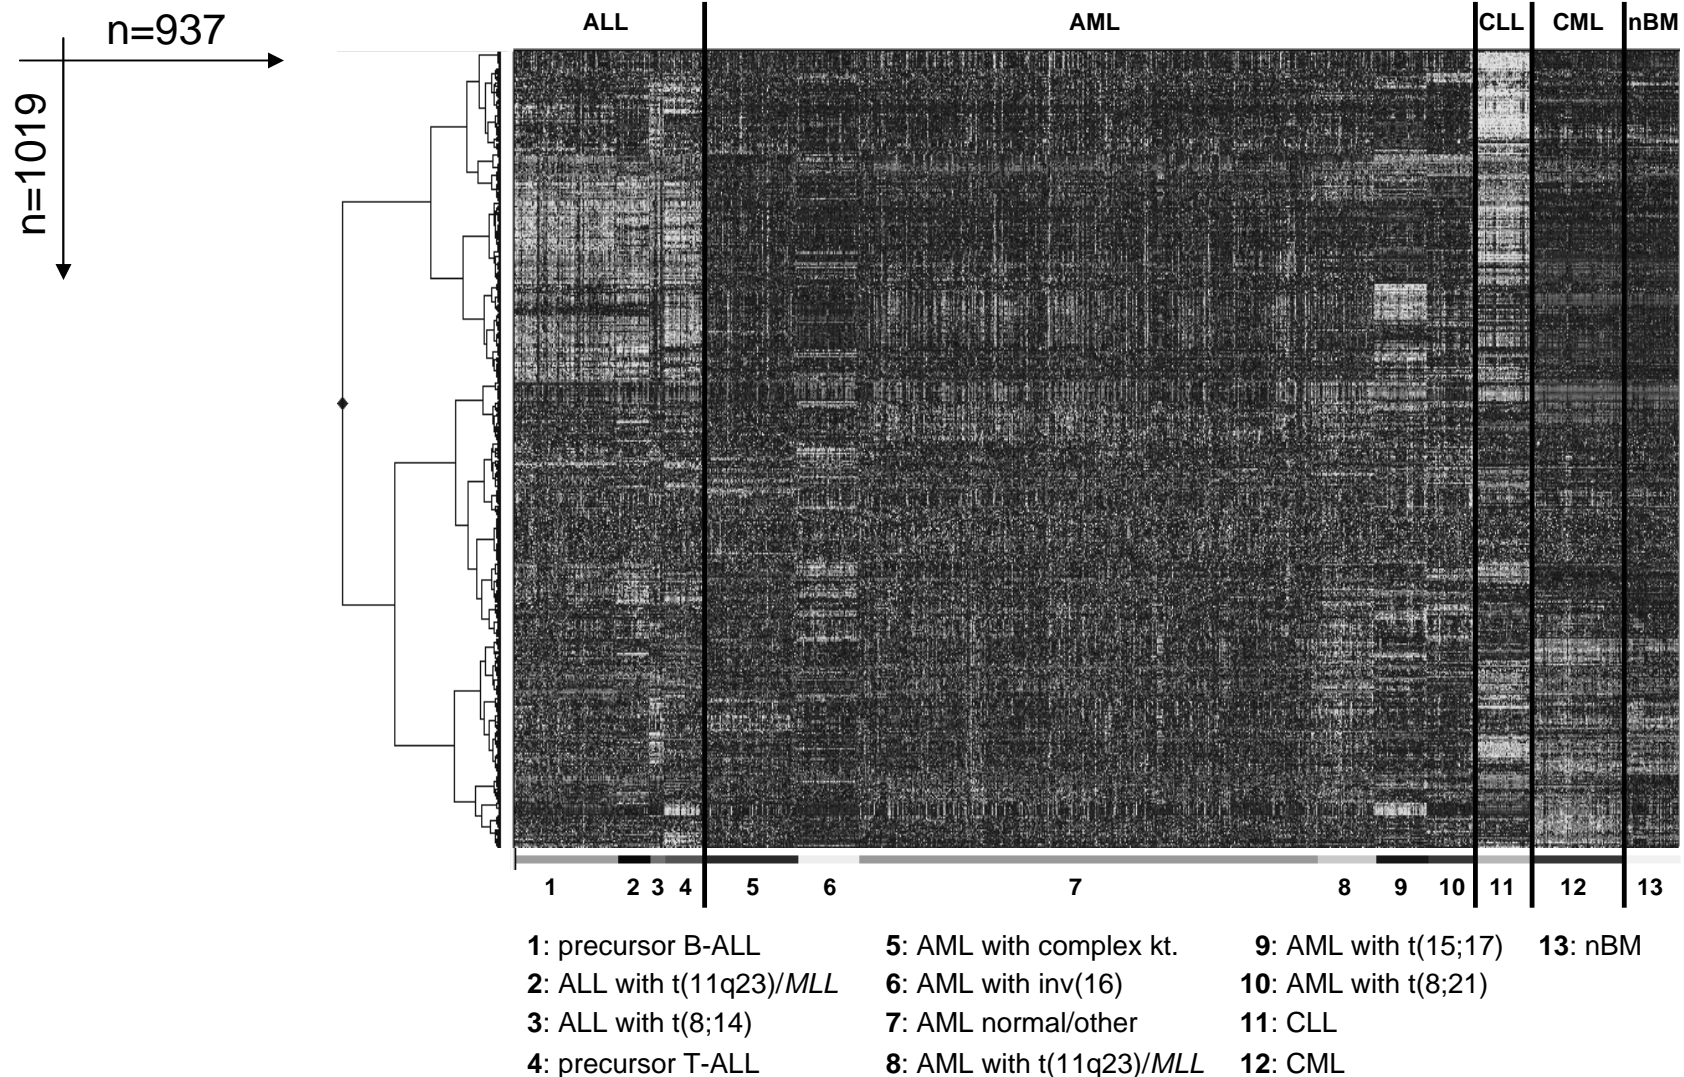 n=937
n=1019
ALL AML CLL CML nBM
1 2 3 4 5 6 7 8 9 10 11 12 13
1: precursor B-ALL
2: ALL with t(11q23)/MLL
3: ALL with t(8;14)
4: precursor T-ALL
5: AML with complex kt.
6: AML with inv(16)
7: AML normal/other
8: AML with t(11q23)/MLL
9: AML with t(15;17)
10: AML with t(8;21)
11: CLL
12: CML
13: nBM